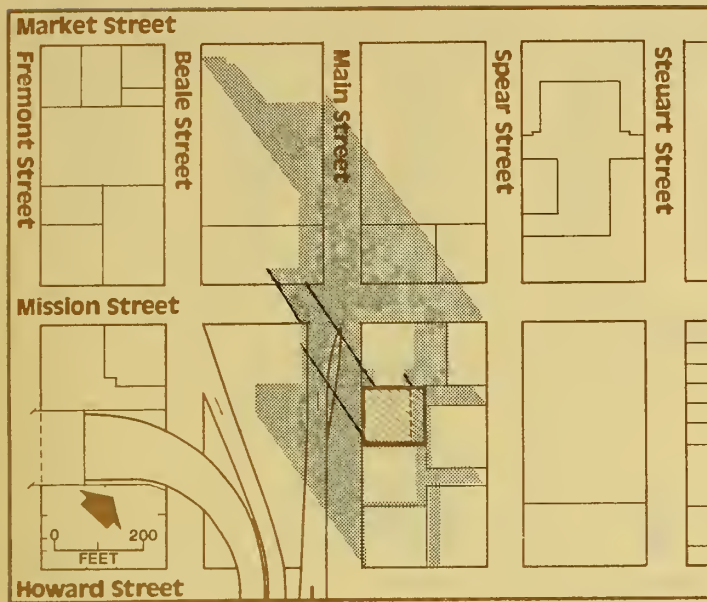 Market Street
Fremont Street
Beale Street
Main Street
Spear Street
Steuart Street
Mission Street
0 200
FEET
Howard Street